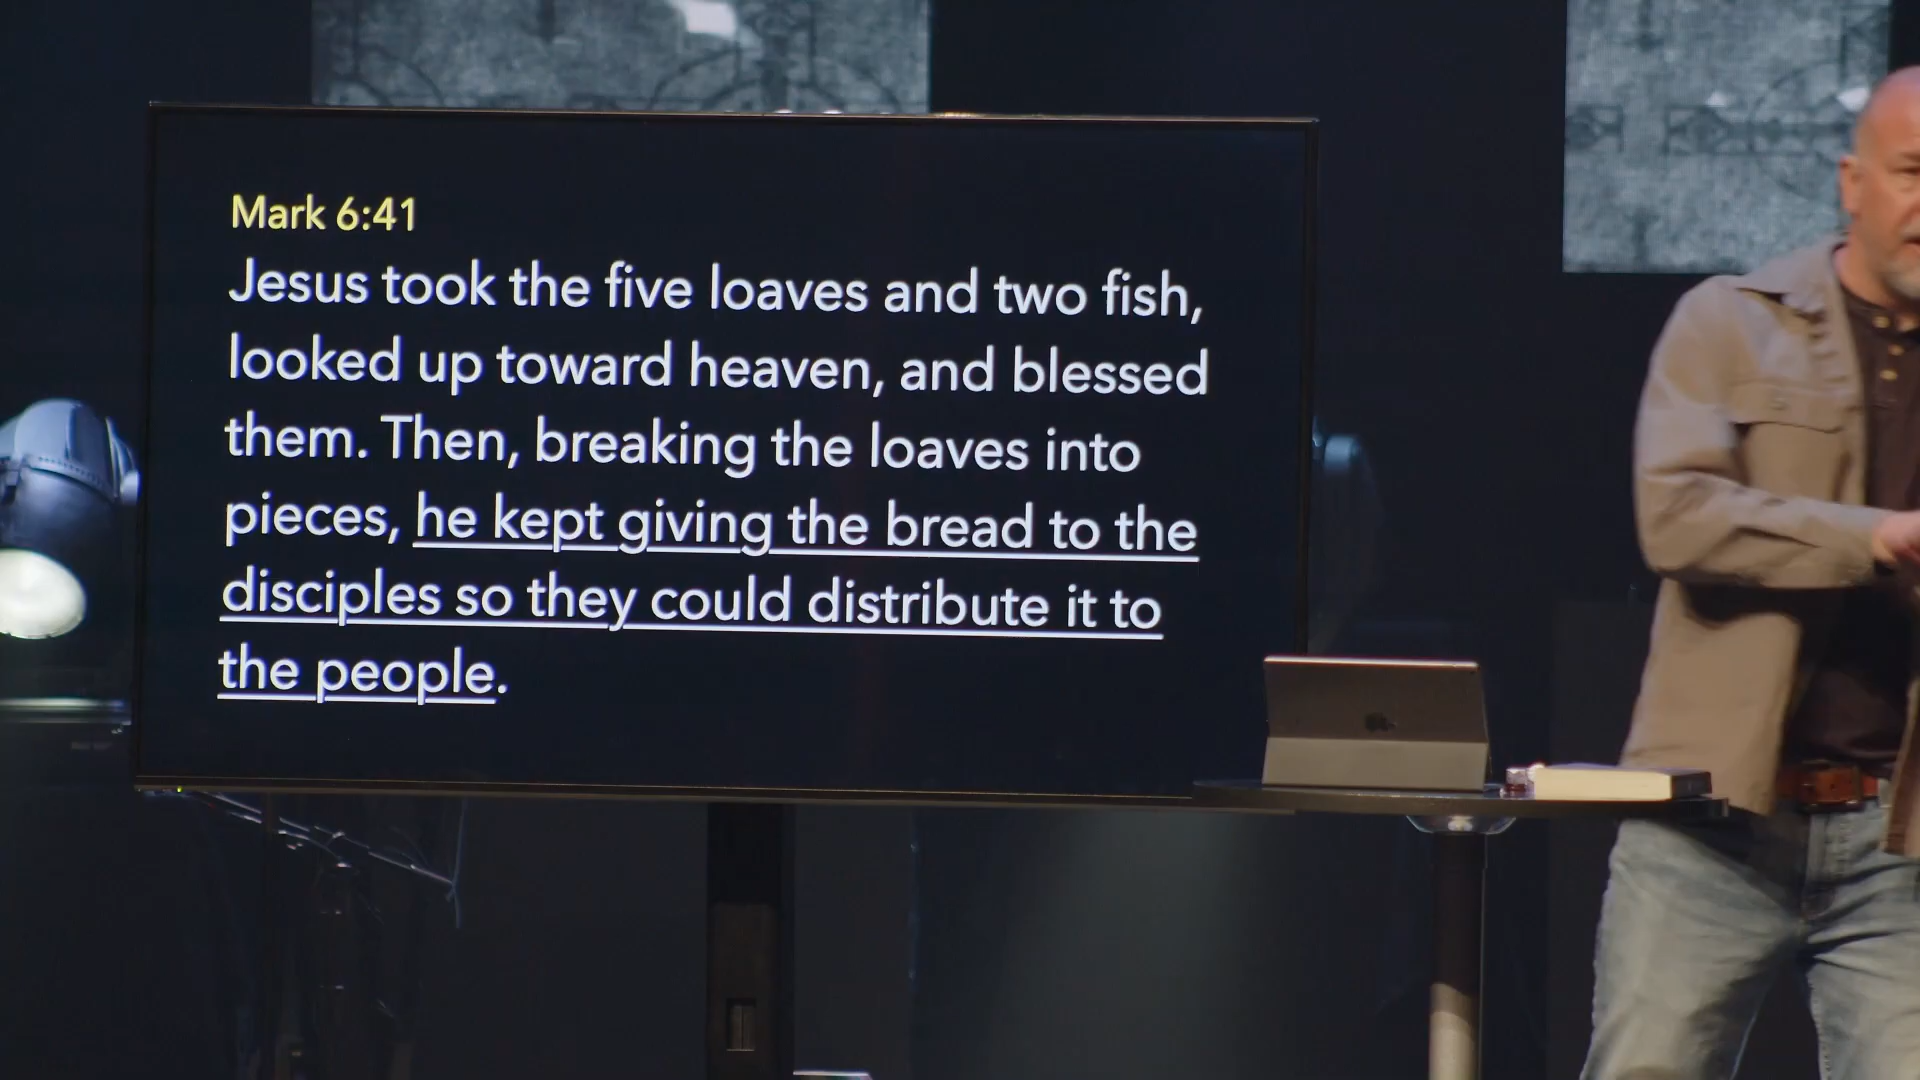 Mark 6:41
Jesus took the five loaves and two fish,
looked up toward heaven, and blessed
them. Then, breaking the loaves into
pieces, he kept giving the bread to the
disciples so they could distribute it to
the people.